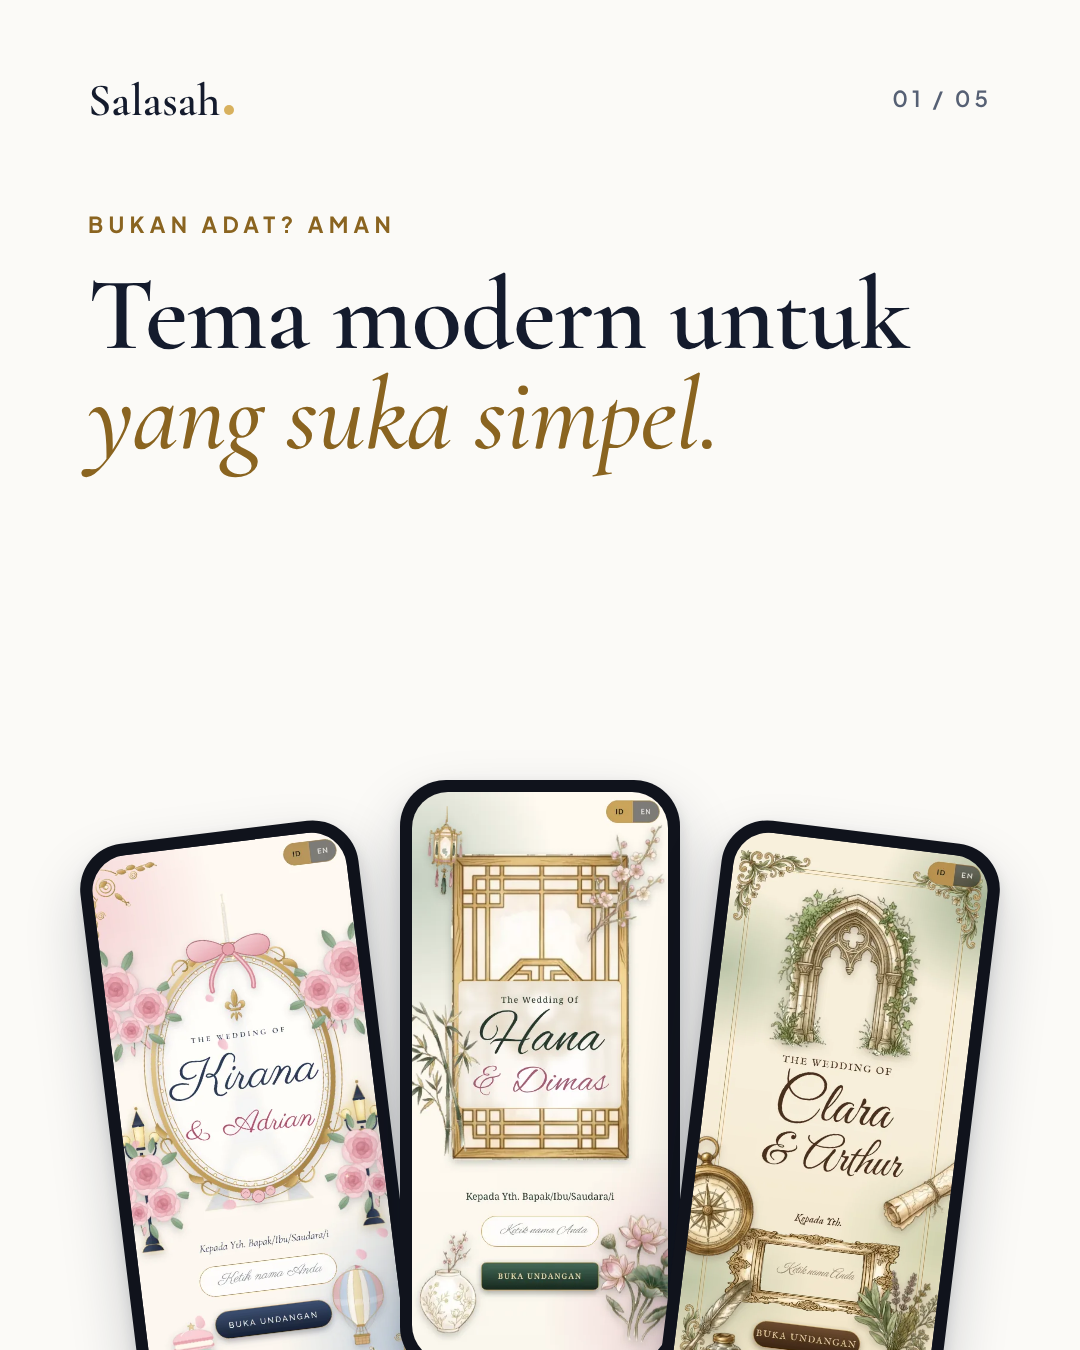 Salasah.
01 / 05
BUKAN ADAT? AMAN
Tema modern untuk
yang suka simpel.
ID EN
THE WEDDING OF
Kirana
& Adrian
Kepada Yth. Bapak/Ibu/Saudara/i
Ketik nama Anda
BUKA UNDANGAN
ID EN
The Wedding Of
Hana
& Dimas
Kepada Yth. Bapak/Ibu/Saudara/i
Ketik nama Anda
BUKA UNDANGAN
ID EN
THE WEDDING OF
Clara
& Arthur
Kepada Yth.
Ketik nama Anda
BUKA UNDANGAN